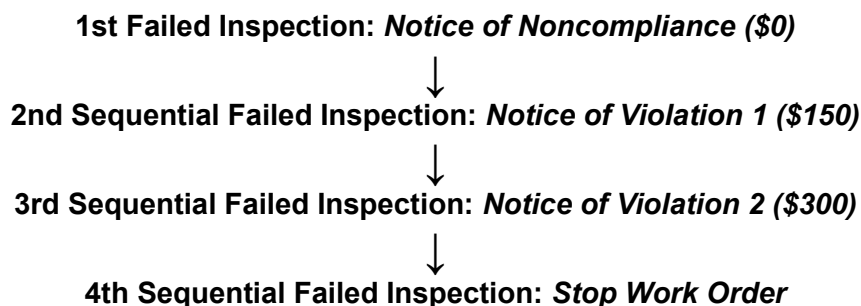 1st Failed Inspection: Notice of Noncompliance ($0)
2nd Sequential Failed Inspection: Notice of Violation 1 ($150)
3rd Sequential Failed Inspection: Notice of Violation 2 ($300)
4th Sequential Failed Inspection: Stop Work Order